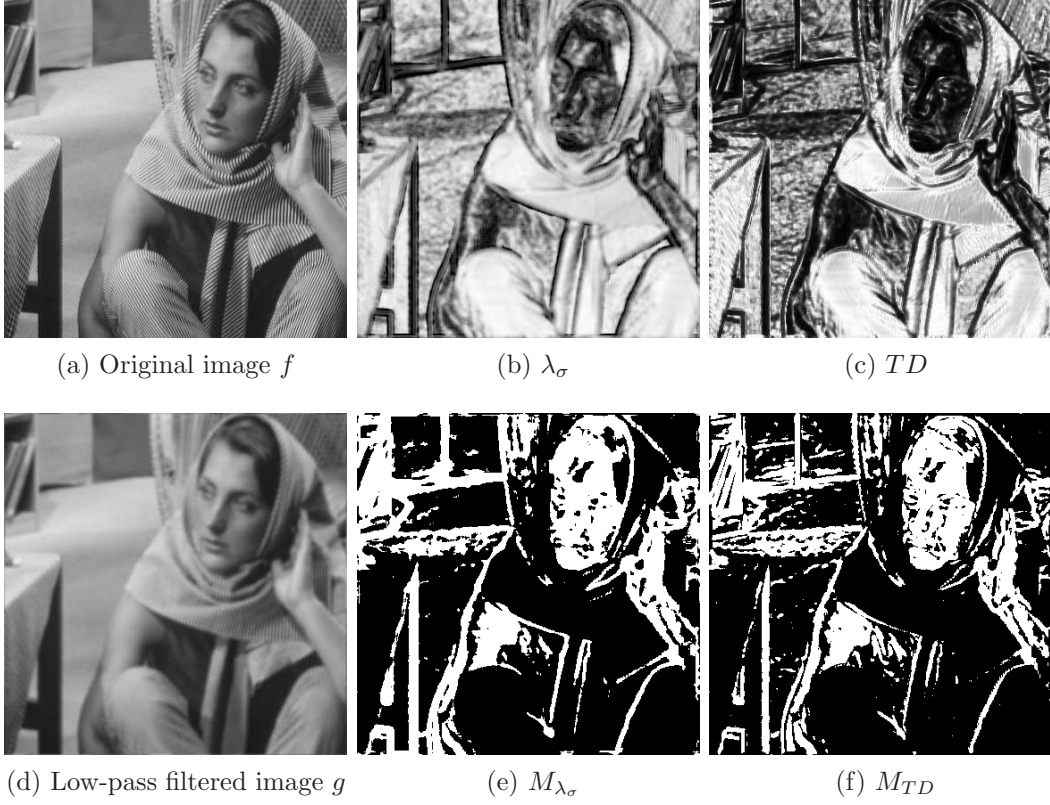 (a) Original image f
(b) λσ
(c) TD
(d) Low-pass filtered image g
(e) Mλσ
(f) MTD